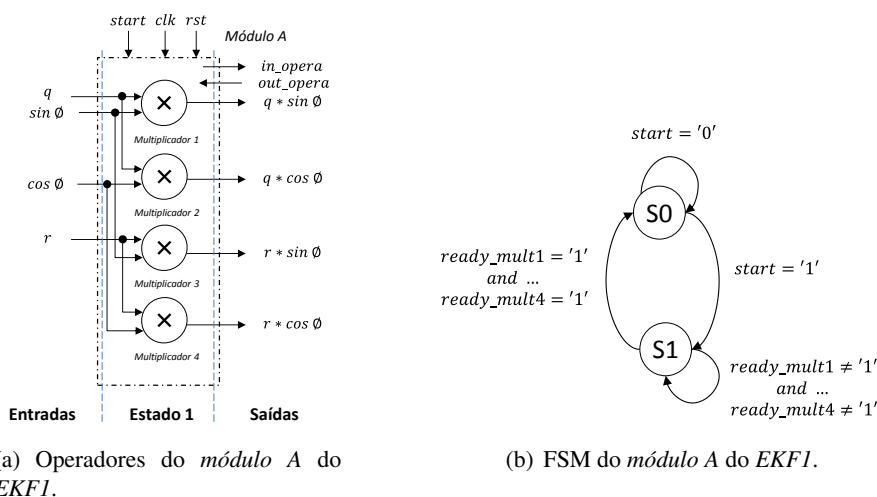 start clk rst
Módulo A
in_opera
out_opera
q
sin Ø
q ∗ sin Ø
×
Multiplicador 1
cos Ø
×
q ∗ cos Ø
Multiplicador 2
r
×
r ∗ sin Ø
Multiplicador 3
×
r ∗ cos Ø
Multiplicador 4
Entradas
Estado 1
Saídas
(a) Operadores do módulo A do
EKF1.
start = '0'
S0
ready_mult1 = '1'
and ...
ready_mult4 = '1'
start = '1'
S1
ready_mult1 ≠ '1'
and ...
ready_mult4 ≠ '1'
(b) FSM do módulo A do EKF1.